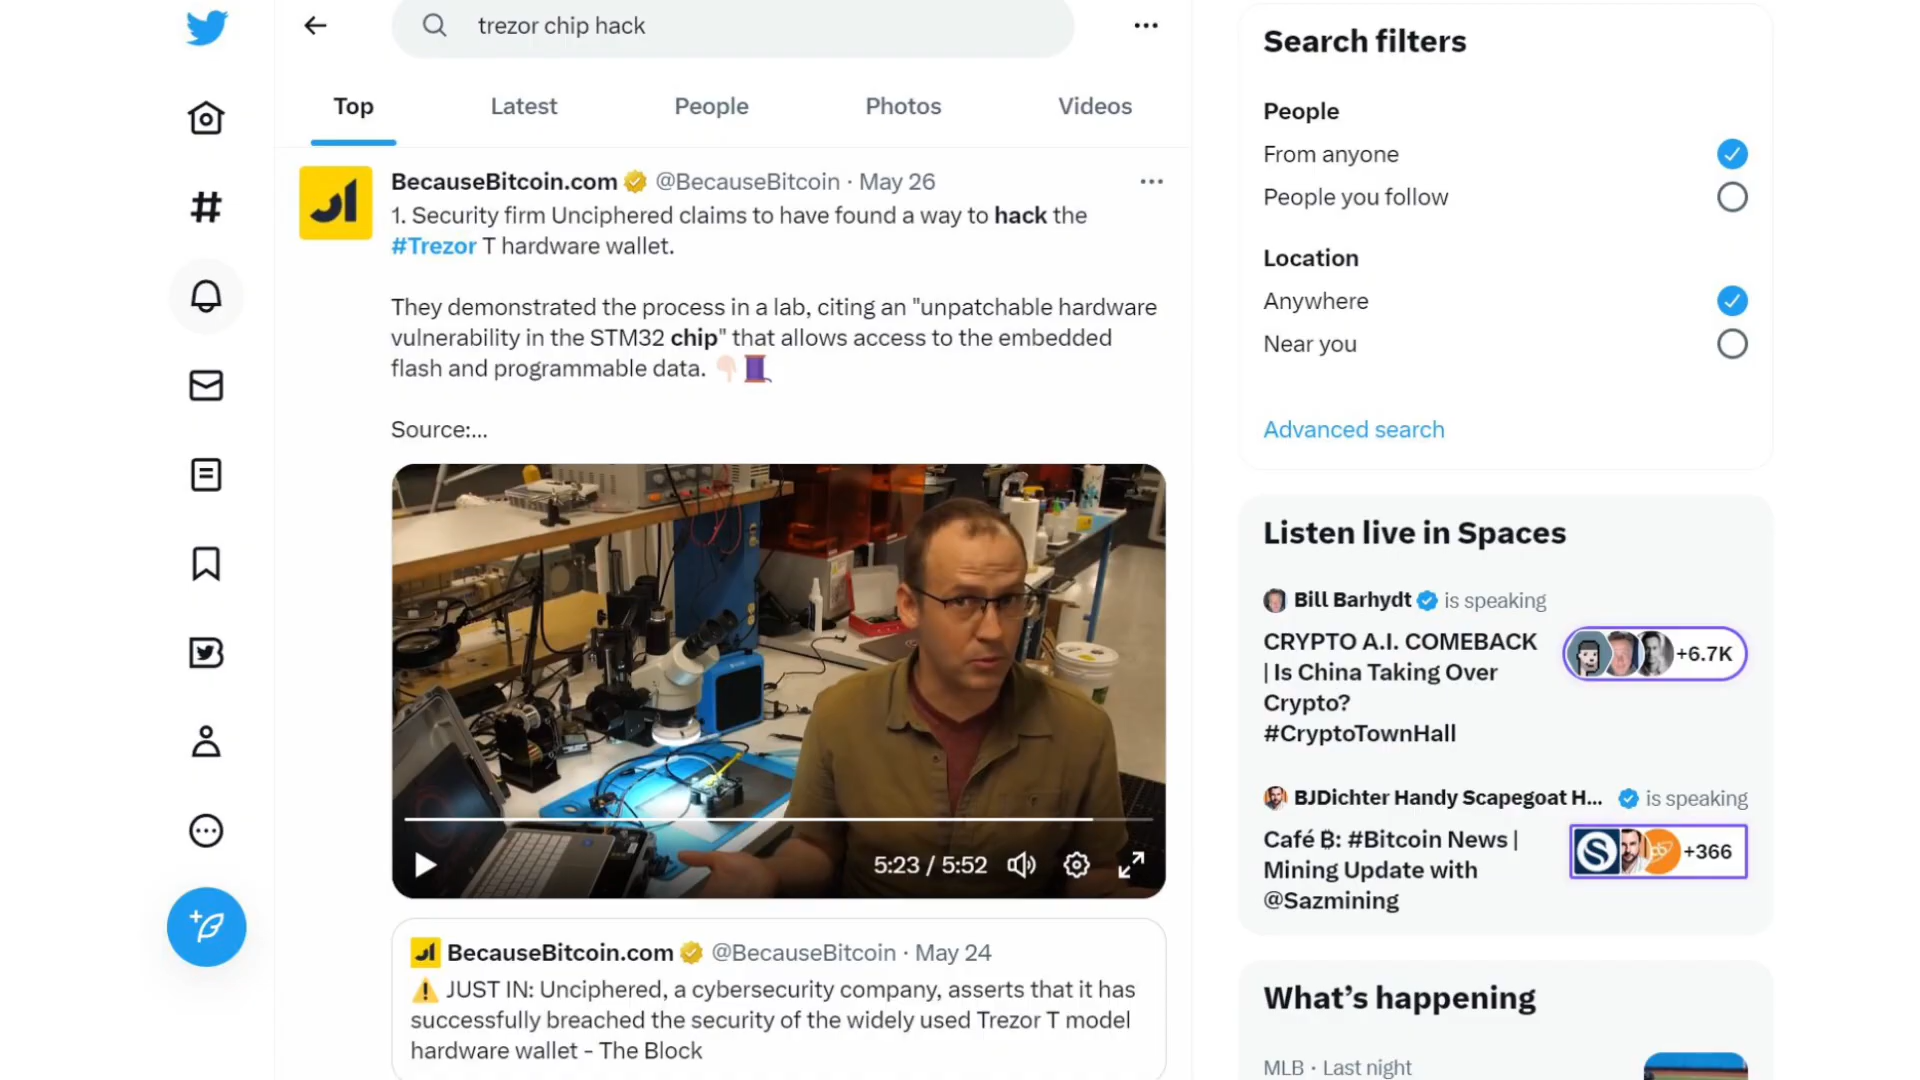 trezor chip hack
Top
Latest
People
Photos
Videos
BecauseBitcoin.com @BecauseBitcoin · May 26
1. Security firm Unciphered claims to have found a way to hack the
#Trezor T hardware wallet.
They demonstrated the process in a lab, citing an "unpatchable hardware
vulnerability in the STM32 chip" that allows access to the embedded
flash and programmable data.
Source:...
5:23 / 5:52
BecauseBitcoin.com @BecauseBitcoin · May 24
JUST IN: Unciphered, a cybersecurity company, asserts that it has
successfully breached the security of the widely used Trezor T model
hardware wallet - The Block
Search filters
People
From anyone
People you follow
Location
Anywhere
Near you
Advanced search
Listen live in Spaces
Bill Barhydt is speaking
CRYPTO A.I. COMEBACK
| Is China Taking Over
Crypto?
#CryptoTownHall
+6.7K
BJDichter Handy Scapegoat H... is speaking
Café ₿: #Bitcoin News |
Mining Update with
@Sazmining
+366
What's happening
MLB · Last night